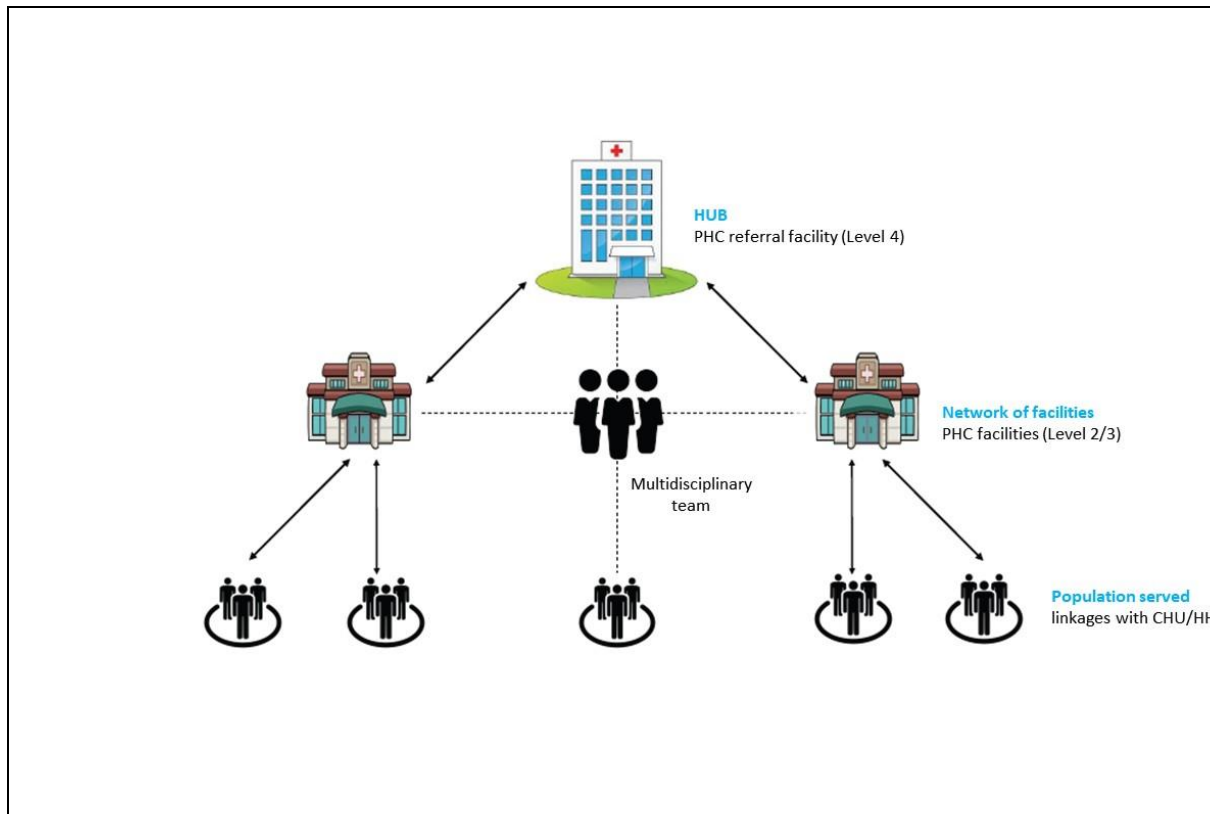 HUB
PHC referral facility (Level 4)
Network of facilities
PHC facilities (Level 2/3)
Multidisciplinary
team
Population served
linkages with CHU/HH